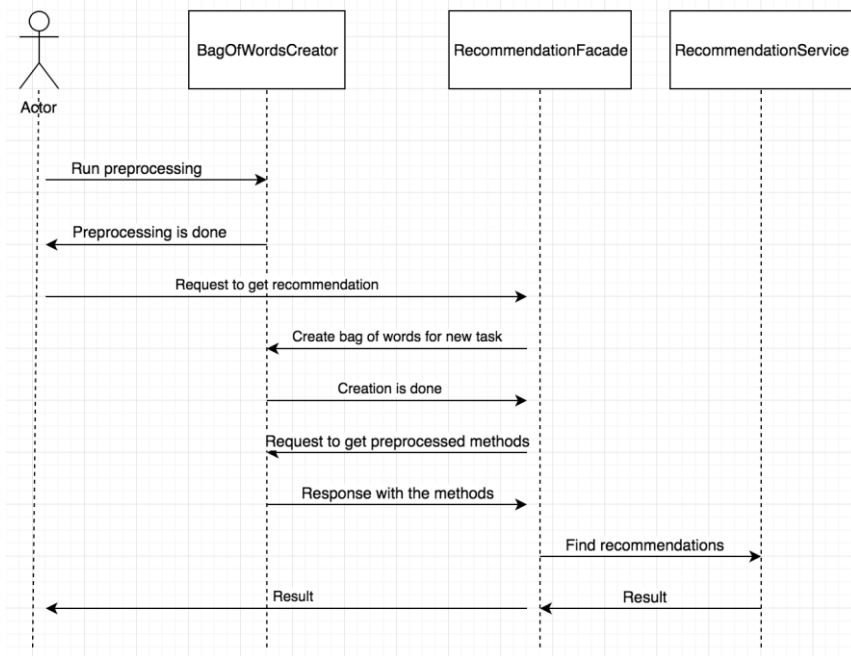 BagOfWordsCreator
RecommendationFacade
RecommendationService
Actor
Run preprocessing
Preprocessing is done
Request to get recommendation
Create bag of words for new task
Creation is done
Request to get preprocessed methods
Response with the methods
Find recommendations
Result
Result